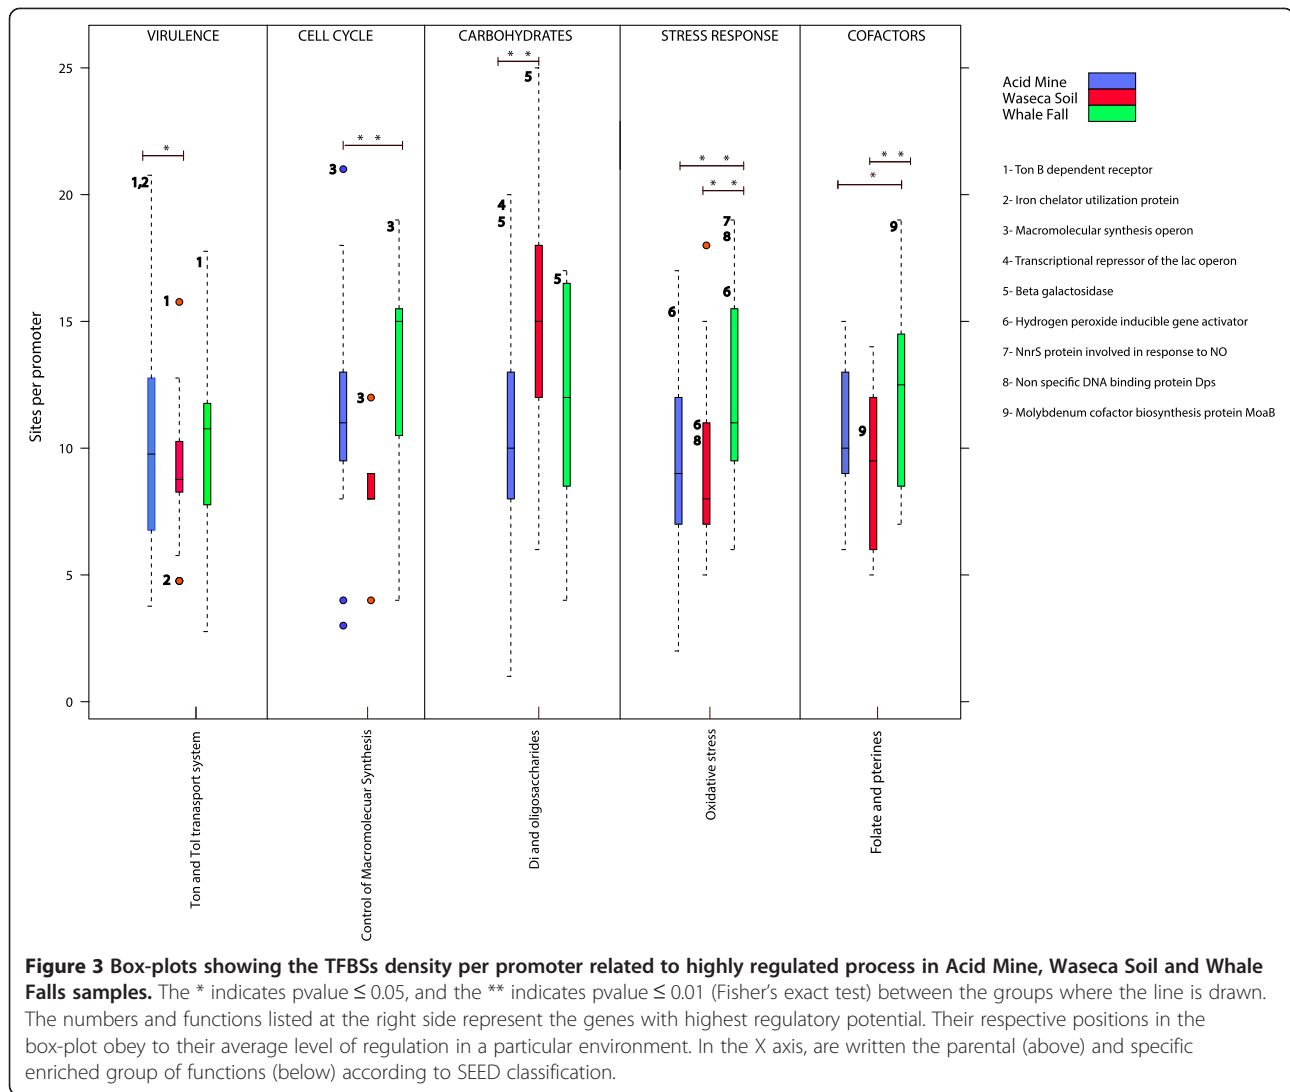 VIRULENCE CELL CYCLE CARBOHYDRATES STRESS RESPONSE COFACTORS
Sites per promoter
25
20
15
10
5
0
*
1,2
1
2
1
* *
3
3
3
* *
5
4
5
5
* *
* *
7
8
6
6
6
8
* *
*
9
9
Ton and Tol tranasport system
Control of Macromolecuar Synthesis
Di and oligosaccharides
Oxidative stress
Folate and pterines
Acid Mine
Waseca Soil
Whale Fall
1- Ton B dependent receptor
2- Iron chelator utilization protein
3- Macromolecular synthesis operon
4- Transcriptional repressor of the lac operon
5- Beta galactosidase
6- Hydrogen peroxide inducible gene activator
7- NnrS protein involved in response to NO
8- Non specific DNA binding protein Dps
9- Molybdenum cofactor biosynthesis protein MoaB
Figure 3 Box-plots showing the TFBSs density per promoter related to highly regulated process in Acid Mine, Waseca Soil and Whale
Falls samples. The * indicates pvalue ≤ 0.05, and the ** indicates pvalue ≤ 0.01 (Fisher's exact test) between the groups where the line is drawn.
The numbers and functions listed at the right side represent the genes with highest regulatory potential. Their respective positions in the
box-plot obey to their average level of regulation in a particular environment. In the X axis, are written the parental (above) and specific
enriched group of functions (below) according to SEED classification.